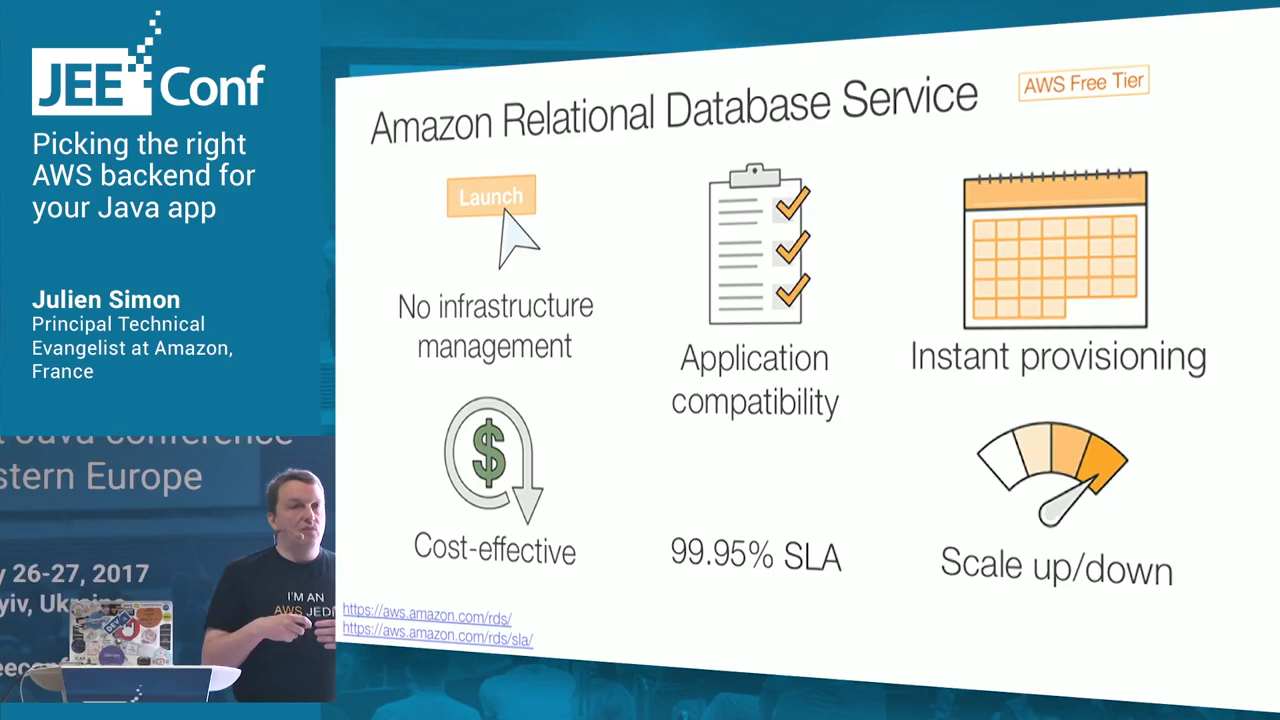 JEE Conf
Picking the right
AWS backend for
your Java app
Julien Simon
Principal Technical
Evangelist at Amazon,
France
Java conference
stern Europe
26-27, 2017
I'M AN
AWS JEDI
Amazon Relational Database Service
AWS Free Tier
Launch
No infrastructure
management
Application
compatibility
Instant provisioning
Cost-effective
99.95% SLA
Scale up/down
https://aws.amazon.com/rds/
https://aws.amazon.com/rds/sla/